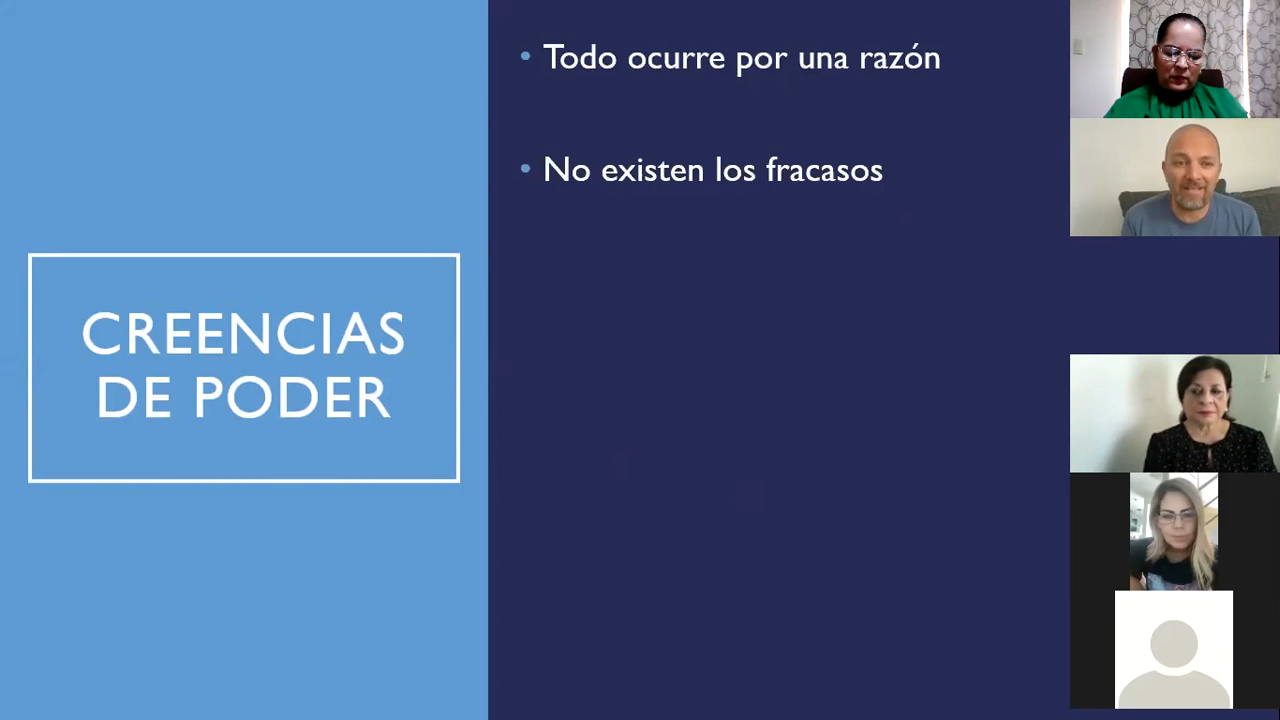 CREENCIAS
DE PODER
• Todo ocurre por una razón
• No existen los fracasos